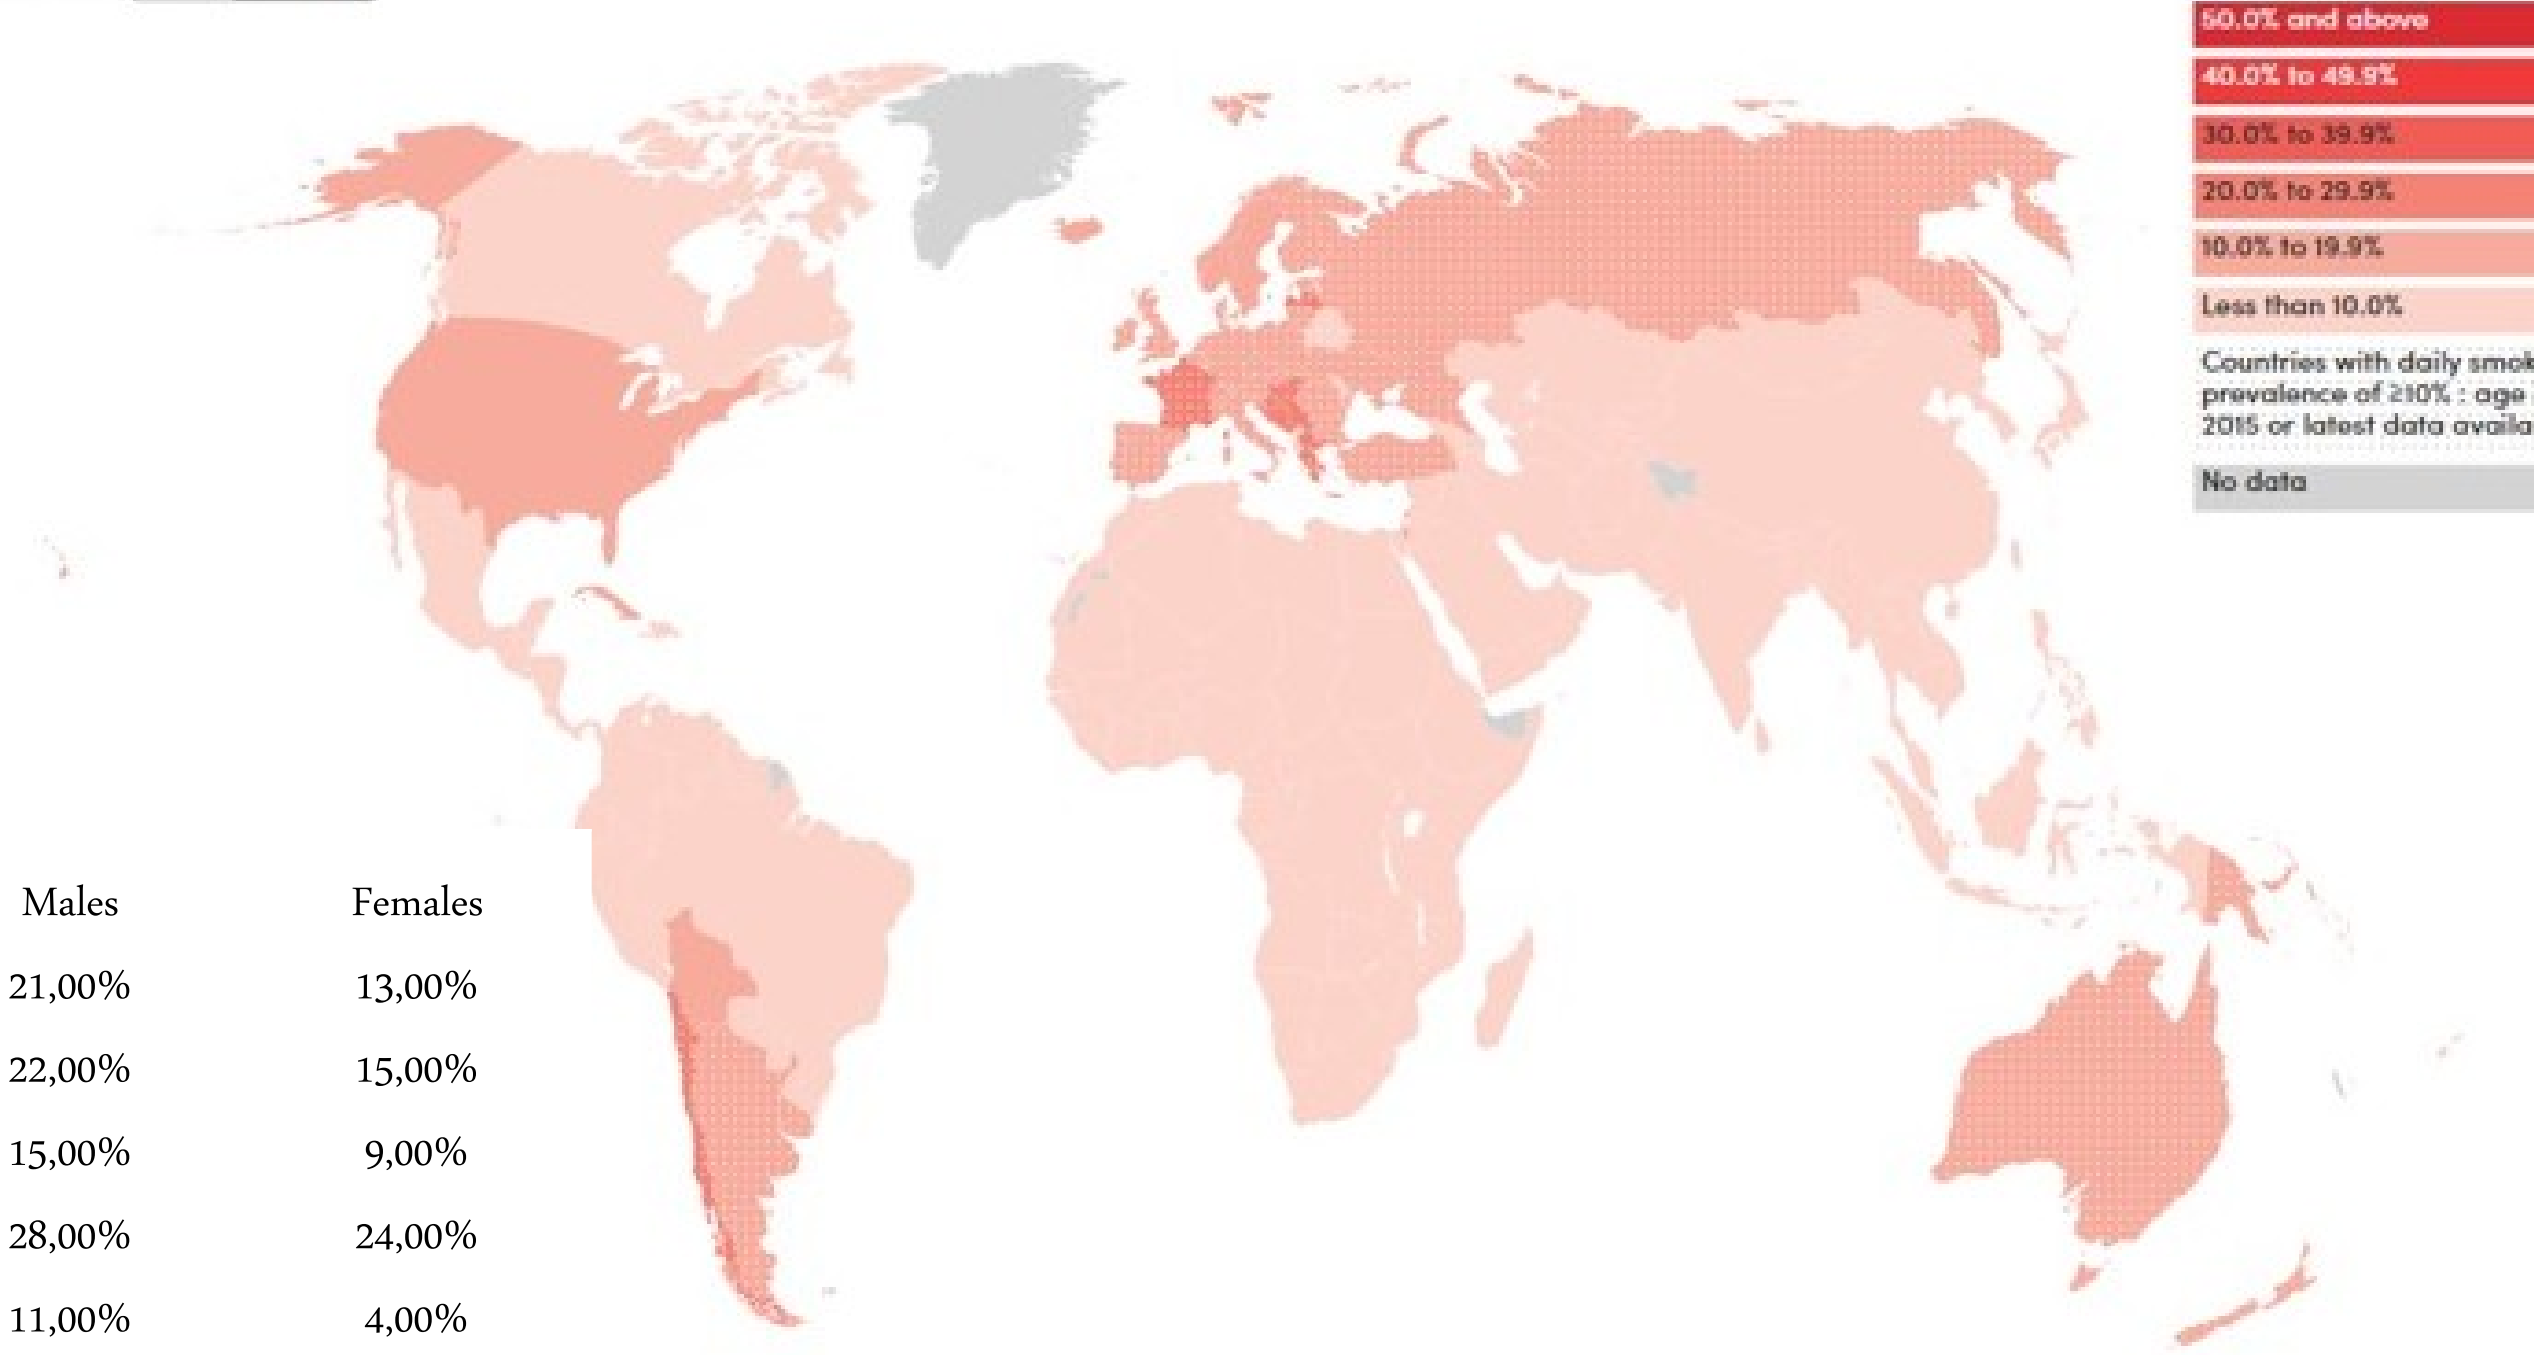 50.0% and above
40.0% to 49.9%
30.0% to 39.9%
20.0% to 29.9%
10.0% to 19.9%
Less than 10.0%
Countries with daily smok
prevalence of ≥10% : age
2015 or latest data availa
No data
Males Females
21,00% 13,00%
22,00% 15,00%
15,00% 9,00%
28,00% 24,00%
11,00% 4,00%